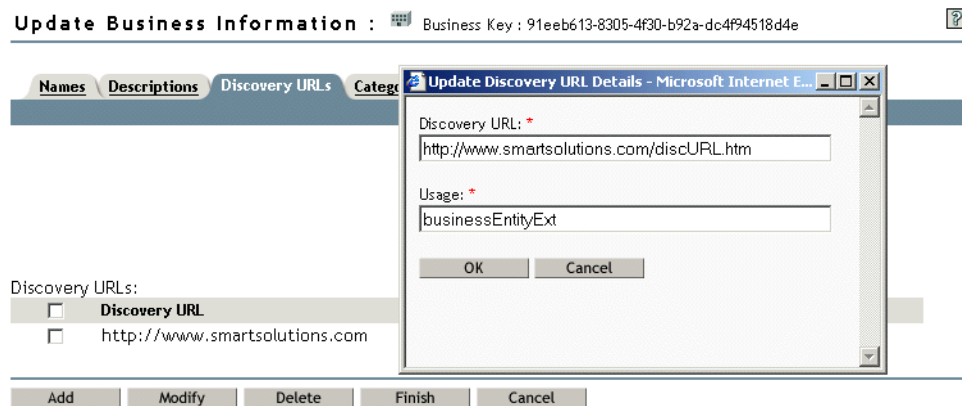 Update Business Information : Business Key : 91eeb613-8305-4f30-b92a-dc4f94518d4e ?
Names Descriptions Discovery URLs Catego
Update Discovery URL Details - Microsoft Internet E...
Discovery URL: *
http://www.smartsolutions.com/discURL.htm
Usage: *
businessEntityExt
OK Cancel
Discovery URLs:
Discovery URL
http://www.smartsolutions.com
Add Modify Delete Finish Cancel